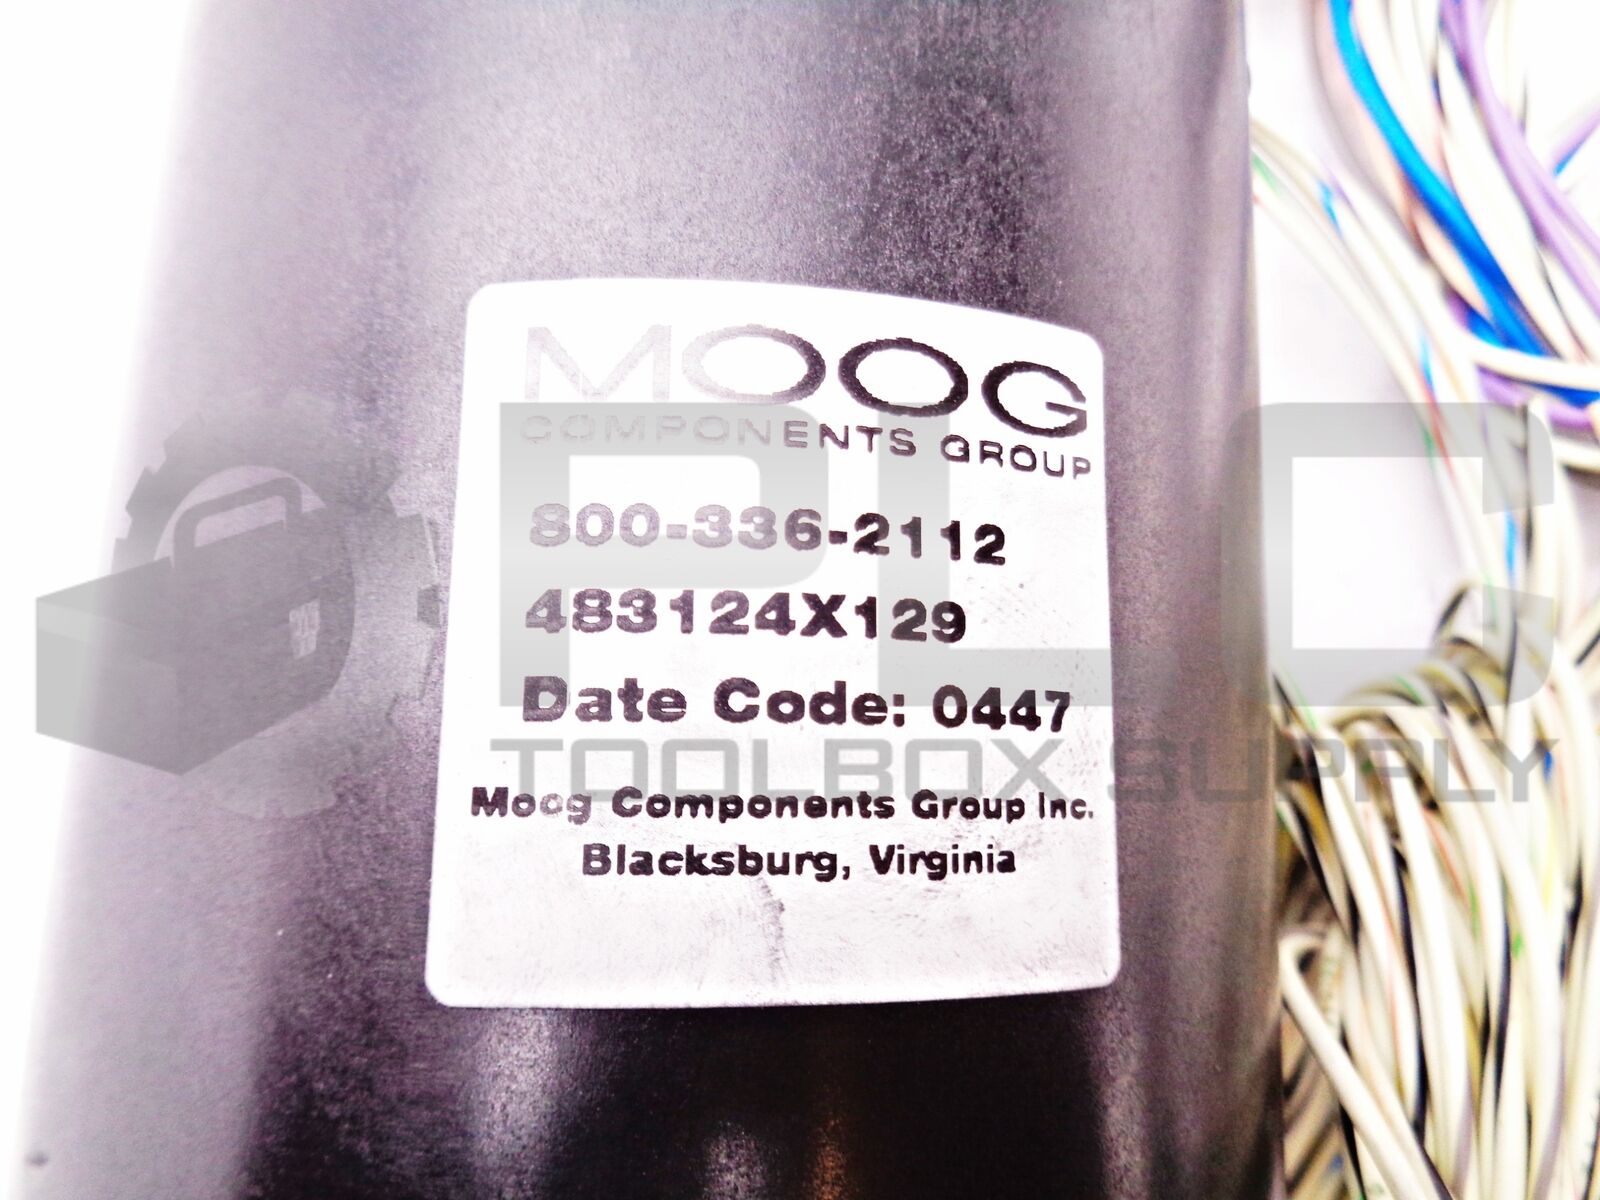 MOOG
COMPONENTS GROUP
800-336-2112
483124X129
Date Code: 0447
Moog Components Group Inc.
Blacksburg, Virginia
PLC
TOOLBOX SUPPLY